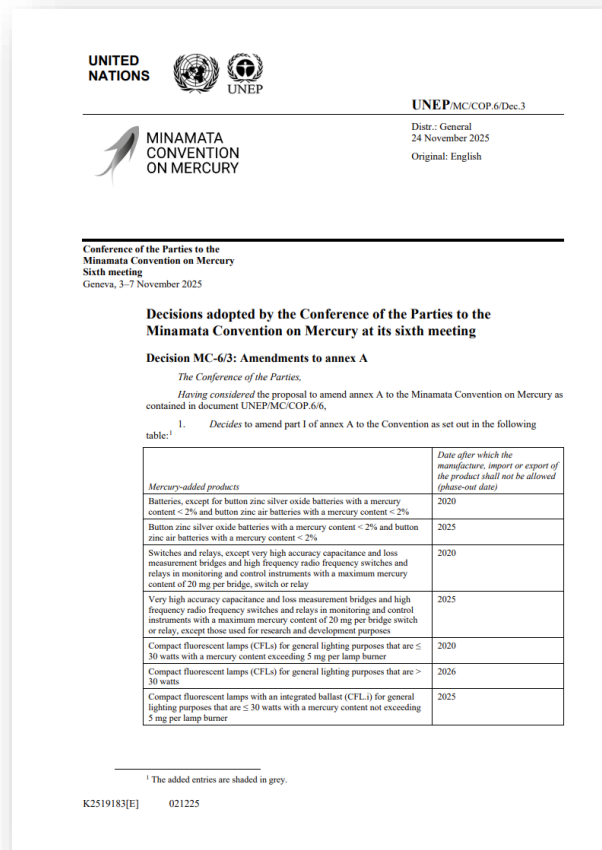 UNITED
NATIONS
UNEP
UNEP/MC/COP.6/Dec.3
Distr.: General
24 November 2025
Original: English
MINAMATA
CONVENTION
ON MERCURY
Conference of the Parties to the
Minamata Convention on Mercury
Sixth meeting
Geneva, 3–7 November 2025
Decisions adopted by the Conference of the Parties to the
Minamata Convention on Mercury at its sixth meeting
Decision MC-6/3: Amendments to annex A
The Conference of the Parties,
Having considered the proposal to amend annex A to the Minamata Convention on Mercury as
contained in document UNEP/MC/COP.6/6,
1. Decides to amend part I of annex A to the Convention as set out in the following
table:1
Mercury-added products
Date after which the
manufacture, import or export of
the product shall not be allowed
(phase-out date)
Batteries, except for button zinc silver oxide batteries with a mercury
content < 2% and button zinc air batteries with a mercury content < 2%
2020
Button zinc silver oxide batteries with a mercury content < 2% and button
zinc air batteries with a mercury content < 2%
2025
Switches and relays, except very high accuracy capacitance and loss
measurement bridges and high frequency radio frequency switches and
relays in monitoring and control instruments with a maximum mercury
content of 20 mg per bridge, switch or relay
2020
Very high accuracy capacitance and loss measurement bridges and high
frequency radio frequency switches and relays in monitoring and control
instruments with a maximum mercury content of 20 mg per bridge switch
or relay, except those used for research and development purposes
2025
Compact fluorescent lamps (CFLs) for general lighting purposes that are ≤
30 watts with a mercury content exceeding 5 mg per lamp burner
2020
Compact fluorescent lamps (CFLs) for general lighting purposes that are >
30 watts
2026
Compact fluorescent lamps with an integrated ballast (CFL.i) for general
lighting purposes that are ≤ 30 watts with a mercury content not exceeding
5 mg per lamp burner
2025
1 The added entries are shaded in grey.
K2519183[E] 021225